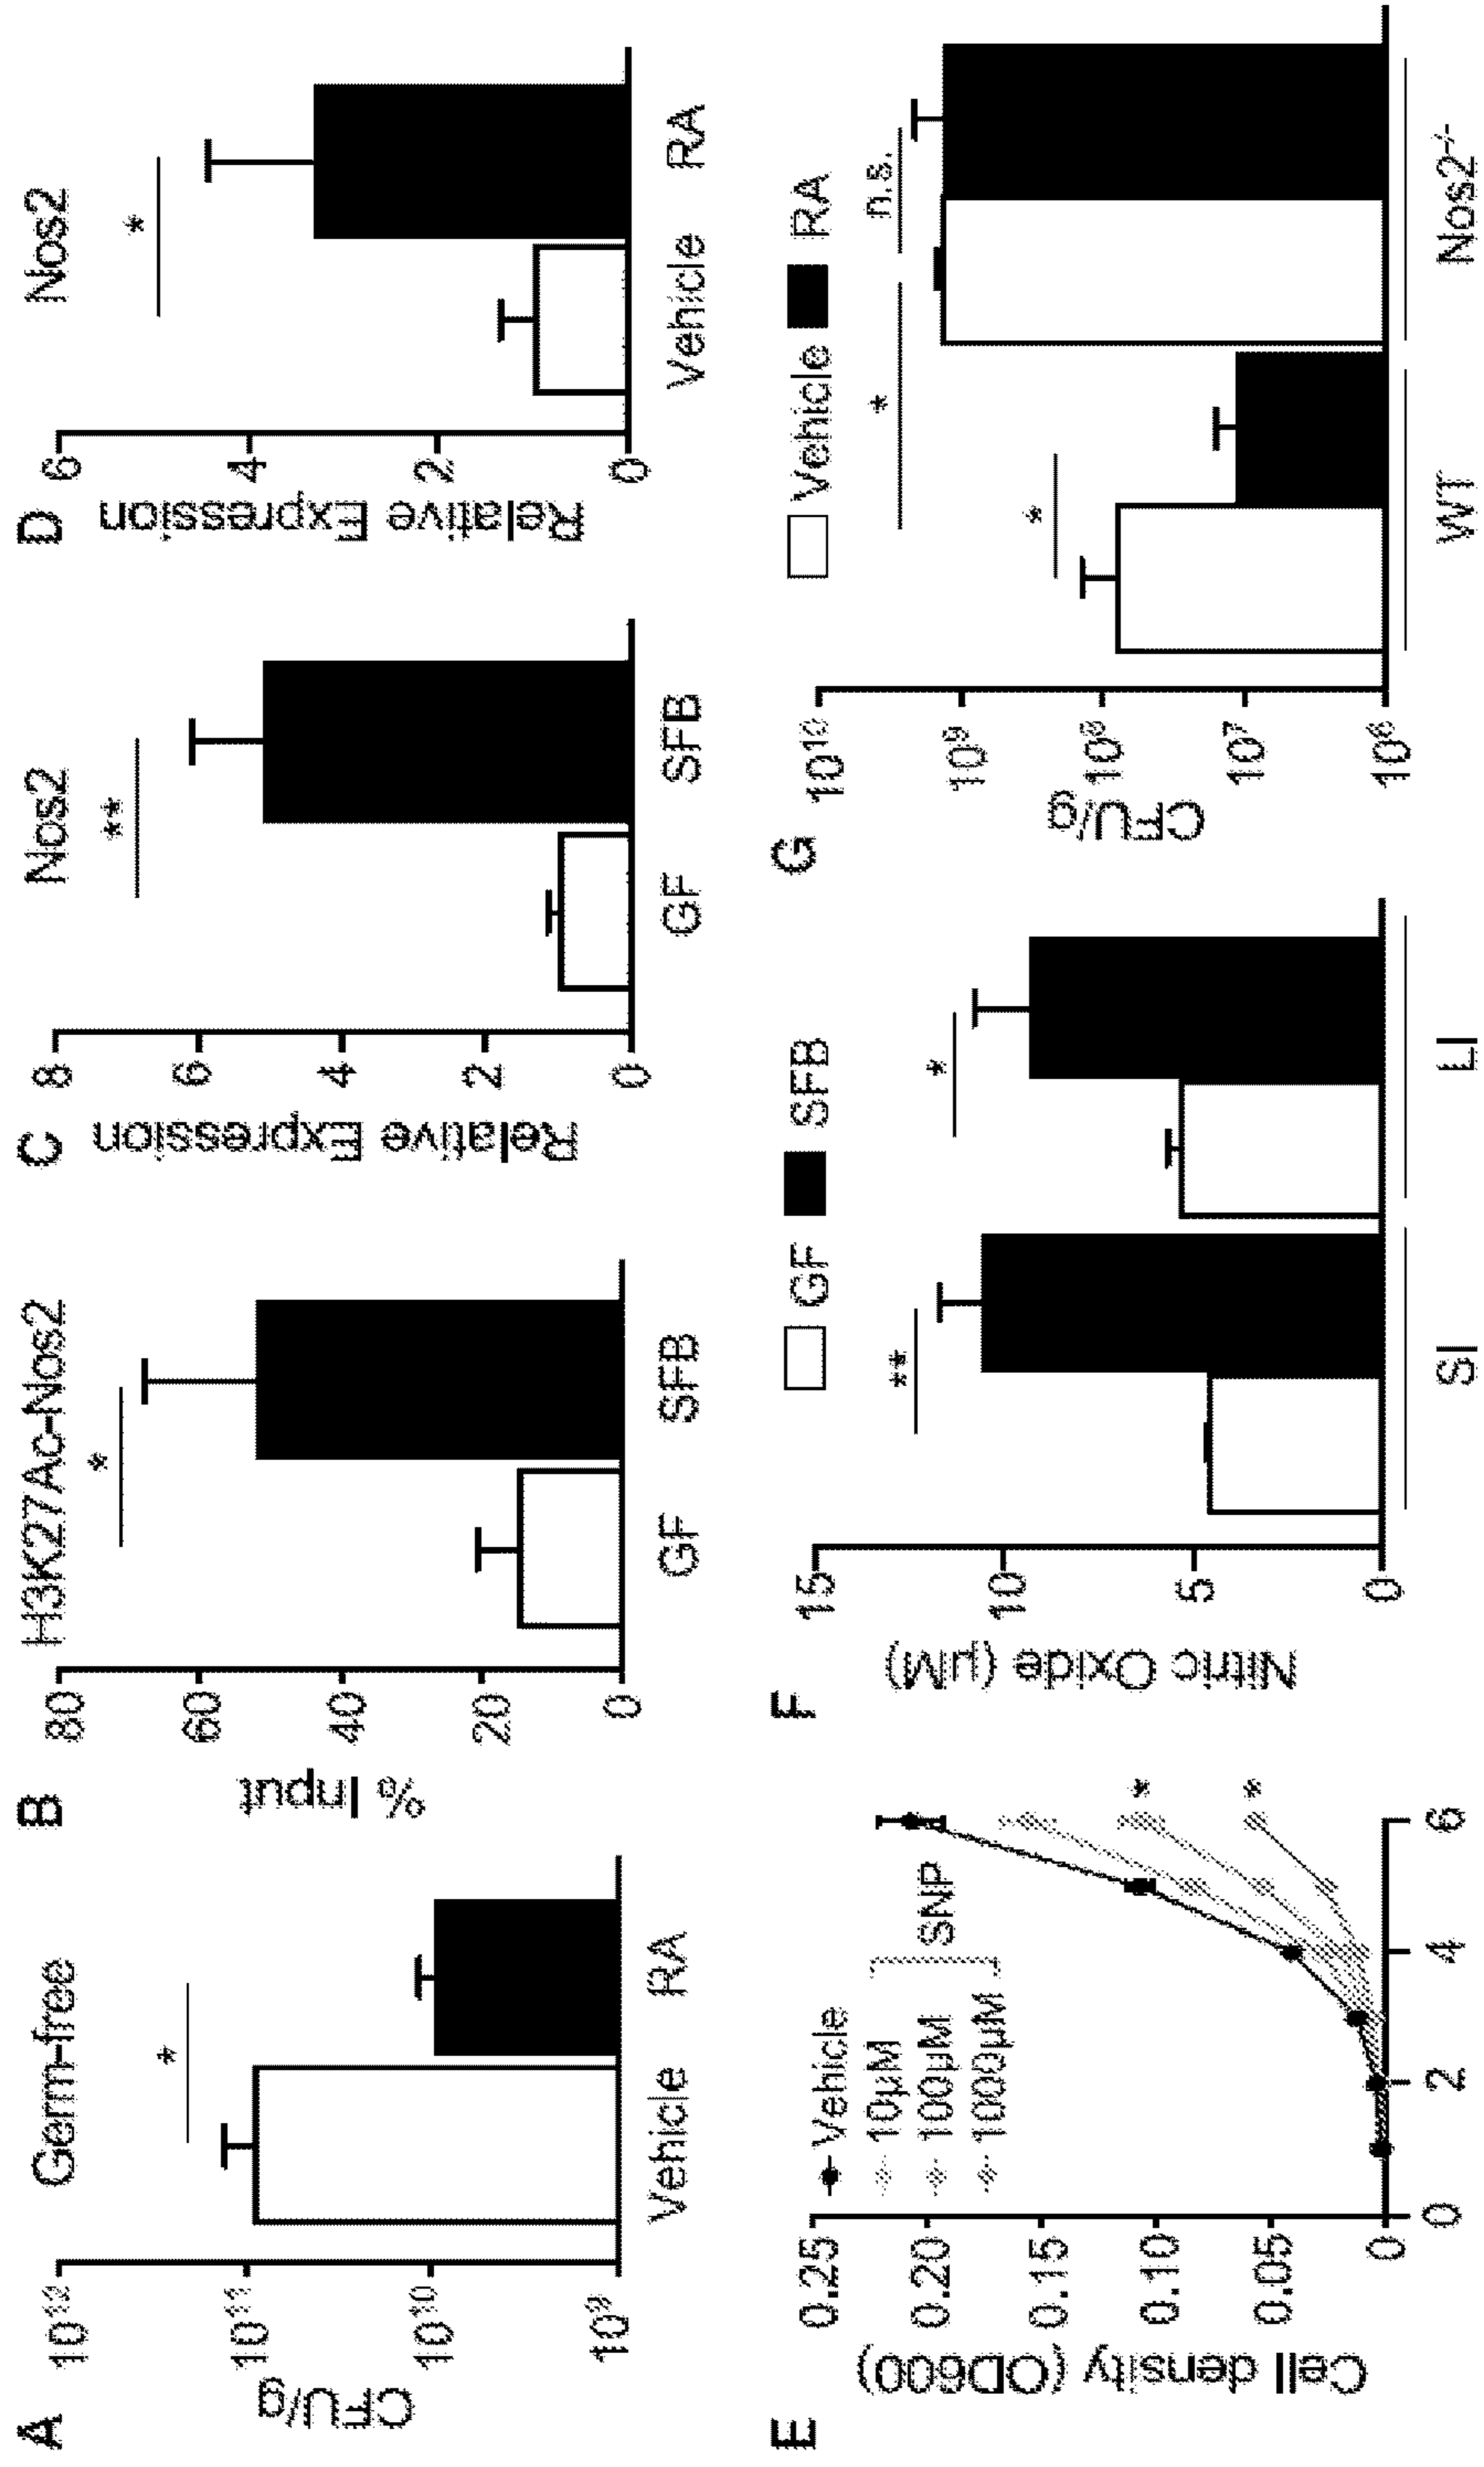 A
Germ-free
CFU/g
10¹²
10¹¹
10¹⁰
10⁹
*
Vehicle RA
B
H3K27Ac-Nos2
% Input
80
60
40
20
0
*
GF SFB
C
Nos2
Relative Expression
8
6
4
2
0
**
GF SFB
D
Nos2
Relative Expression
6
4
2
0
*
Vehicle RA
E
Cell density (OD600)
0.25
0.20
0.15
0.10
0.05
0
Vehicle
10µM
100µM
1000µM
SNP
*
*
0 2 4 6
F
GF SFB
Nitric Oxide (µM)
15
10
5
0
**
*
SI LI
G
Vehicle RA
CFU/g
10¹⁰
10⁹
10⁸
10⁷
10⁶
*
*
n.s.
WT Nos2⁻/⁻